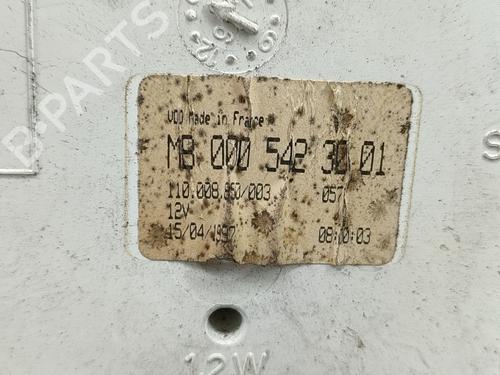 B-PARTS
VDO Made in France
MB 000 542 30 01
110.008.850/003 057
12V
15/04/1997 08:10:03
S
12W